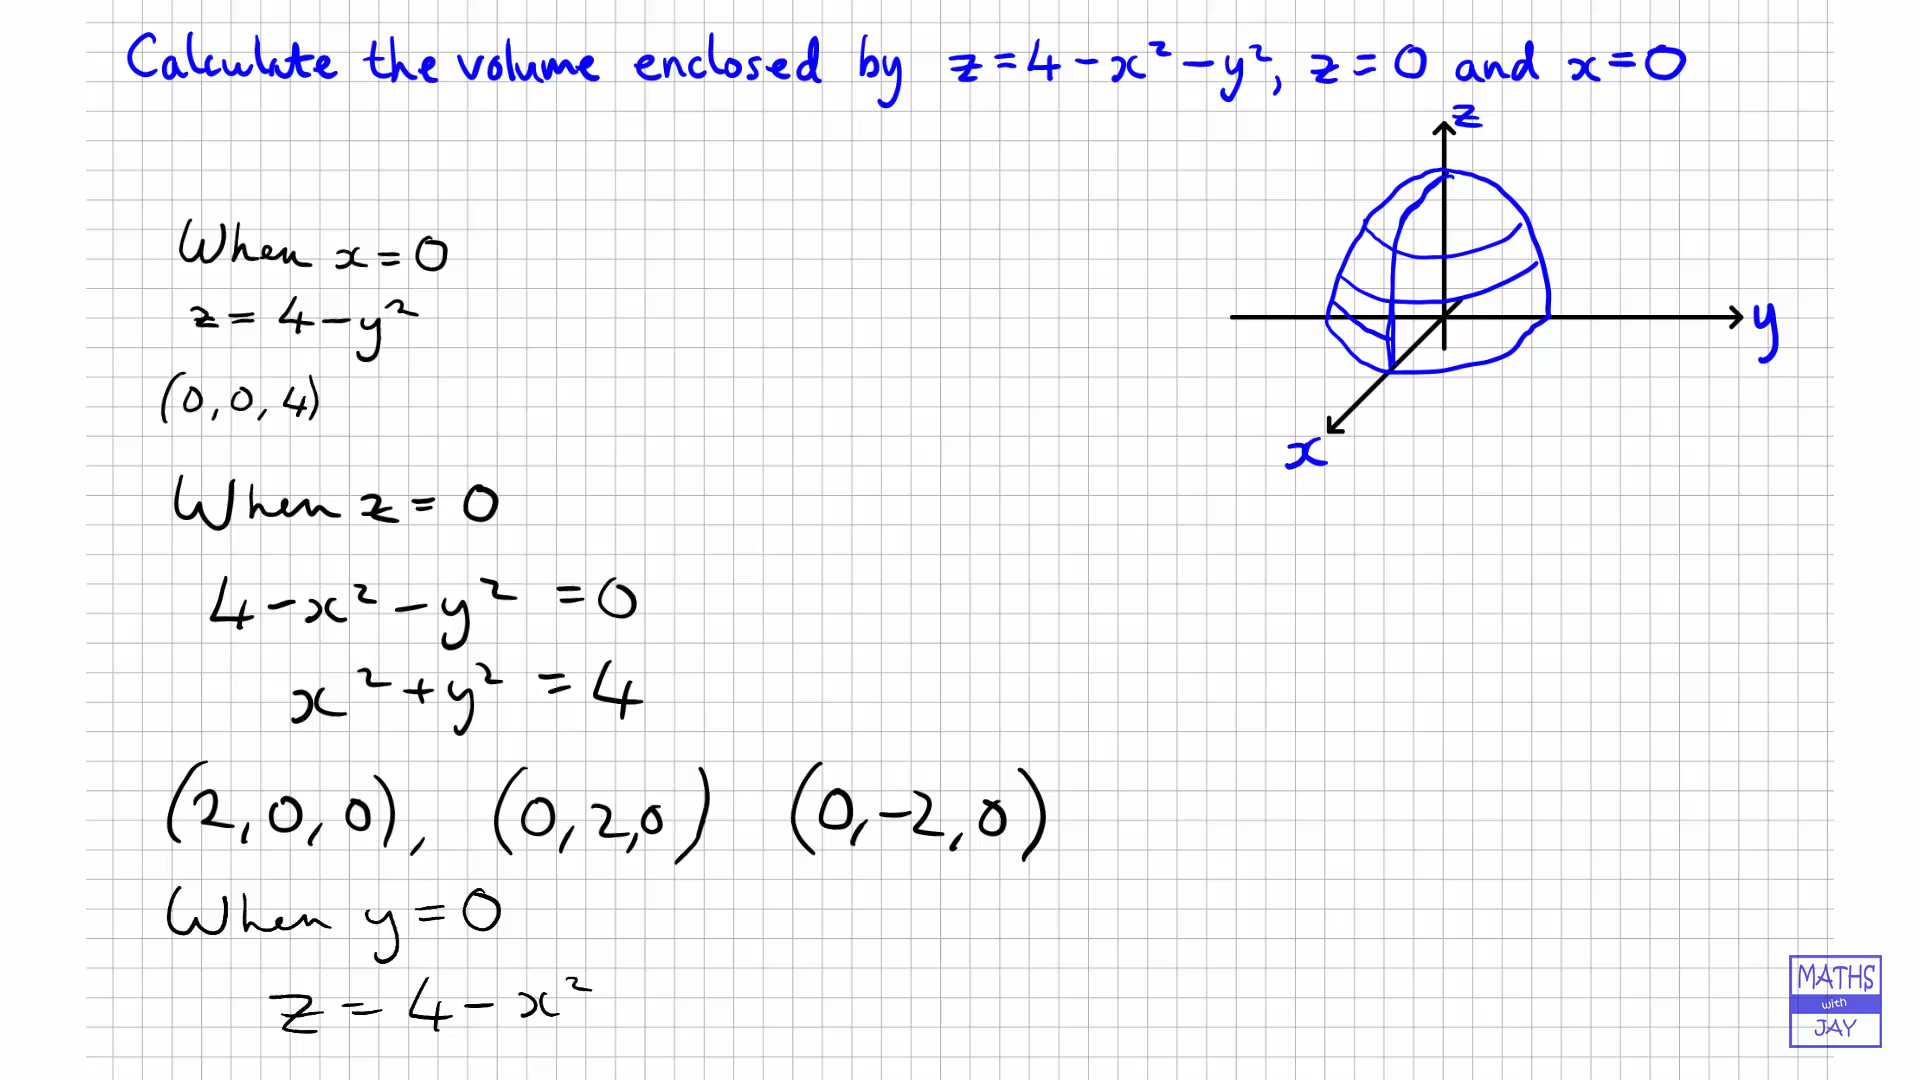 Calculate the volume enclosed by z=4-x²-y², z=0 and x=0
z
y
x
When x=0
z=4-y²
(0,0,4)
When z=0
4-x²-y²=0
x²+y²=4
(2,0,0), (0,2,0) (0,-2,0)
When y=0
z=4-x²
MATHS
with
JAY